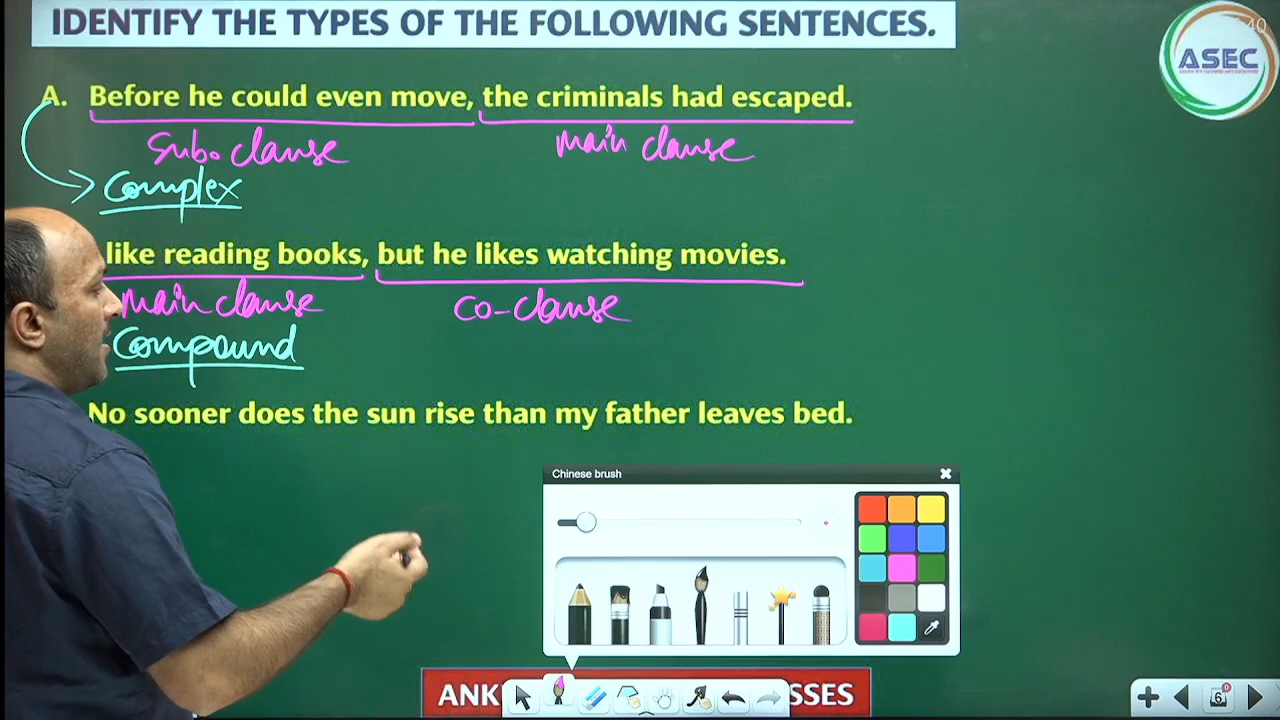 IDENTIFY THE TYPES OF THE FOLLOWING SENTENCES.
40
ASEC
A. Before he could even move, the criminals had escaped.
Sub. clause main clause
Complex
like reading books, but he likes watching movies.
main clause co-clause
Compound
No sooner does the sun rise than my father leaves bed.
Chinese brush
ANK SSES
6